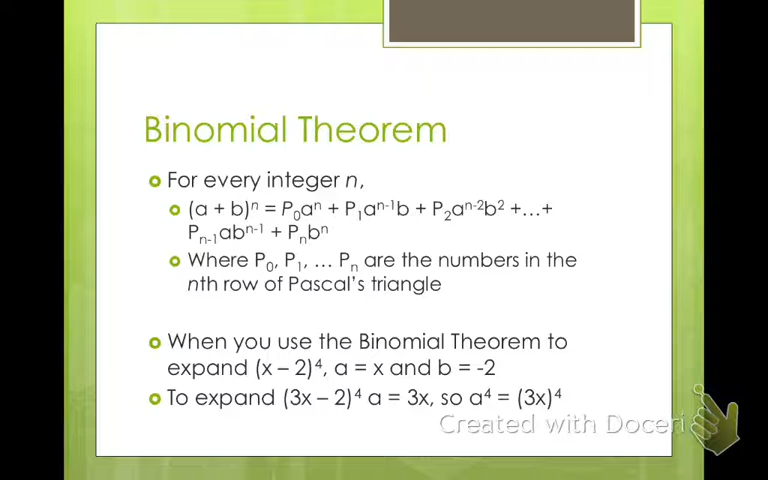 Binomial Theorem
For every integer n,
(a + b)ⁿ = P₀aⁿ + P₁aⁿ⁻¹b + P₂aⁿ⁻²b² +…+
Pₙ₋₁abⁿ⁻¹ + Pₙbⁿ
Where P₀, P₁, … Pₙ are the numbers in the
nth row of Pascal’s triangle
When you use the Binomial Theorem to
expand (x – 2)⁴, a = x and b = -2
To expand (3x – 2)⁴ a = 3x, so a⁴ = (3x)⁴
Created with Doceri